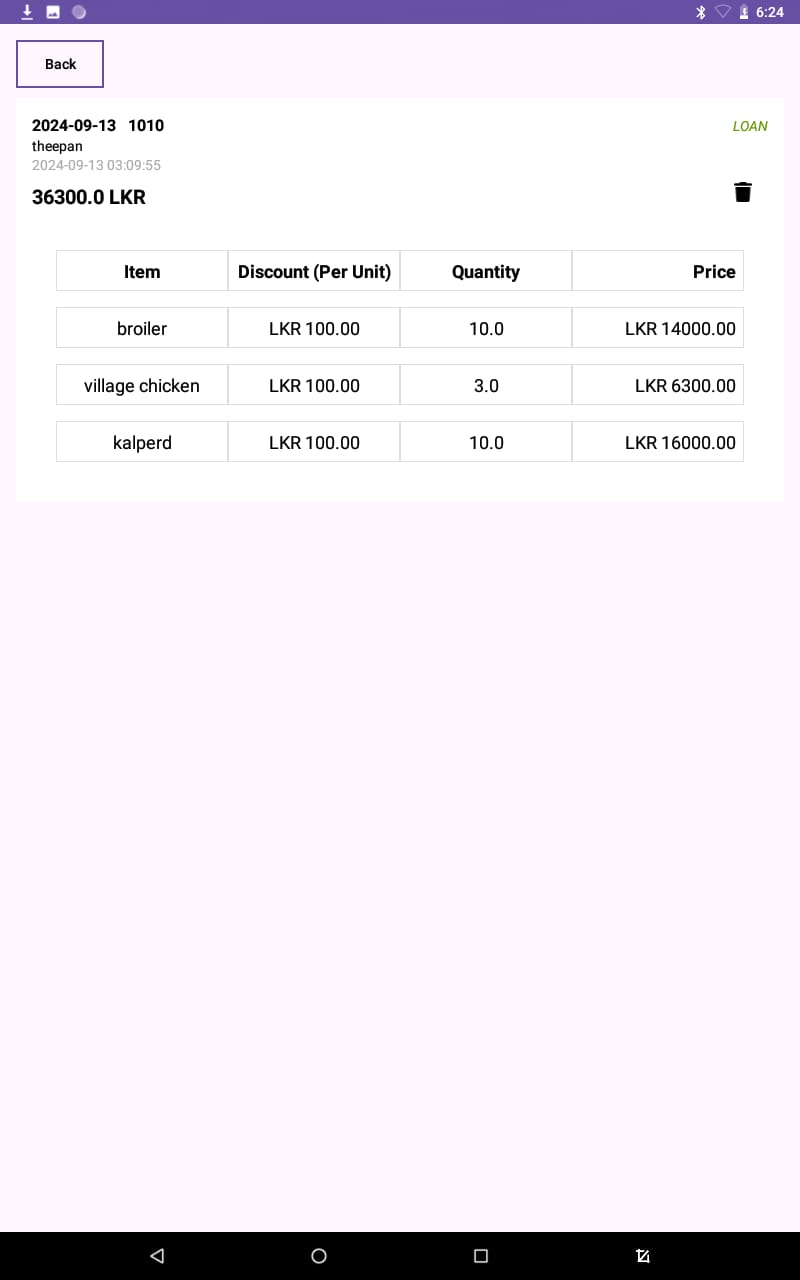 6:24
Back
2024-09-13 1010 LOAN
theepan
2024-09-13 03:09:55
36300.0 LKR
Item Discount (Per Unit) Quantity Price
broiler LKR 100.00 10.0 LKR 14000.00
village chicken LKR 100.00 3.0 LKR 6300.00
kalperd LKR 100.00 10.0 LKR 16000.00